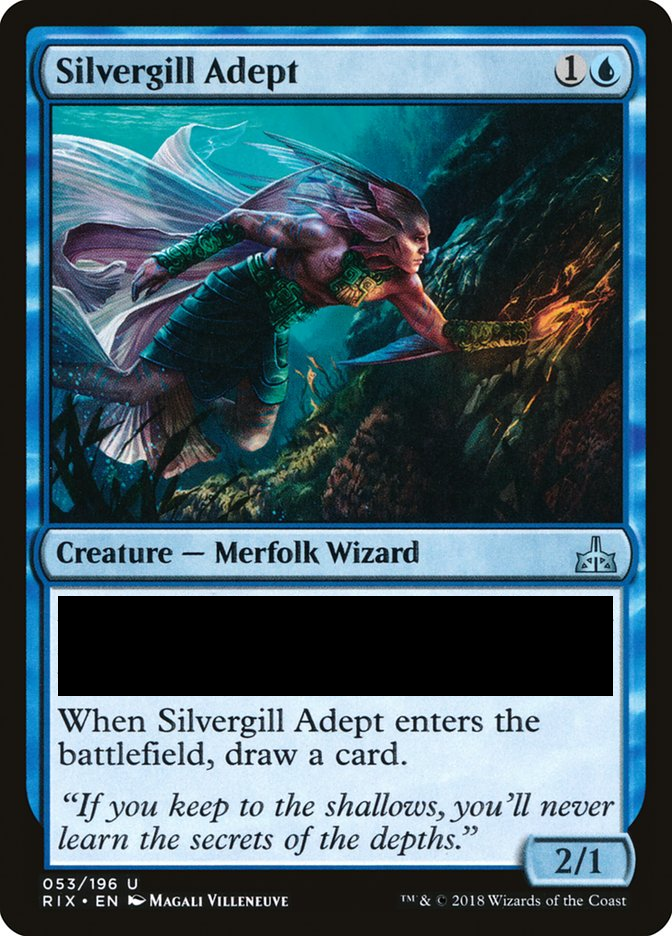 Silvergill Adept 1
Creature — Merfolk Wizard
When Silvergill Adept enters the
battlefield, draw a card.
“If you keep to the shallows, you’ll never
learn the secrets of the depths.”
2/1
053/196 U
RIX • EN Magali Villeneuve
™ & © 2018 Wizards of the Coast